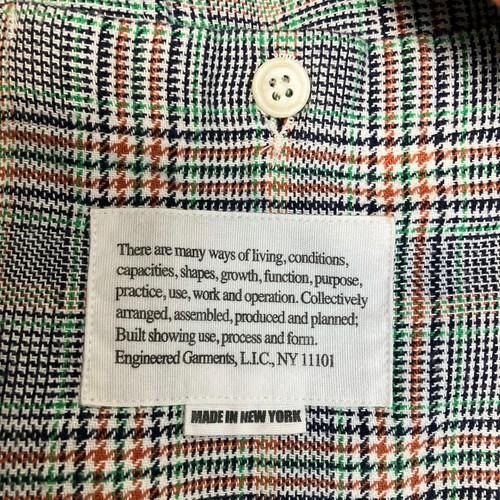 There are many ways of living, conditions,
capacities, shapes, growth, function, purpose,
practice, use, work and operation. Collectively
arranged, assembled, produced and planned;
Built showing use, process and form.
Engineered Garments, L.I.C., NY 11101
MADE IN NEW YORK